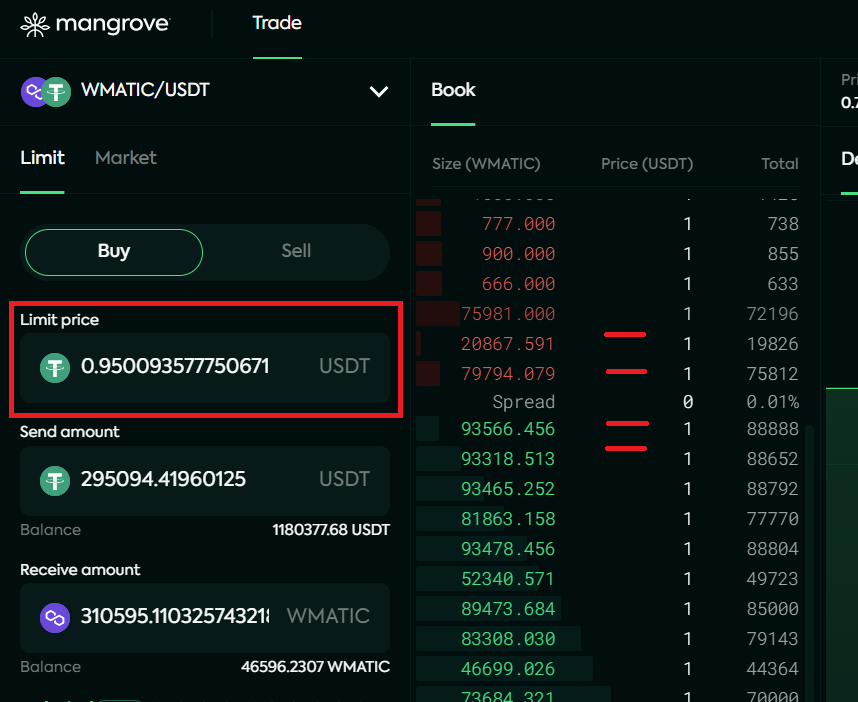 mangrove
Trade
WMATIC/USDT
Limit Market
Buy Sell
Limit price
0.950093577750671 USDT
Send amount
295094.41960125 USDT
Balance 1180377.68 USDT
Receive amount
310595.110325743218 WMATIC
Balance 46596.2307 WMATIC
Book
Size (WMATIC) Price (USDT) Total
777.000 1 738
900.000 1 855
666.000 1 633
75981.000 1 72196
20867.591 1 19826
79794.079 1 75812
Spread 0 0.01%
93566.456 1 88888
93318.513 1 88652
93465.252 1 88792
81863.158 1 77770
93478.456 1 88804
52340.571 1 49723
89473.684 1 85000
83308.030 1 79143
46699.026 1 44364
73684.321 1 70000
Pri
0.7
De